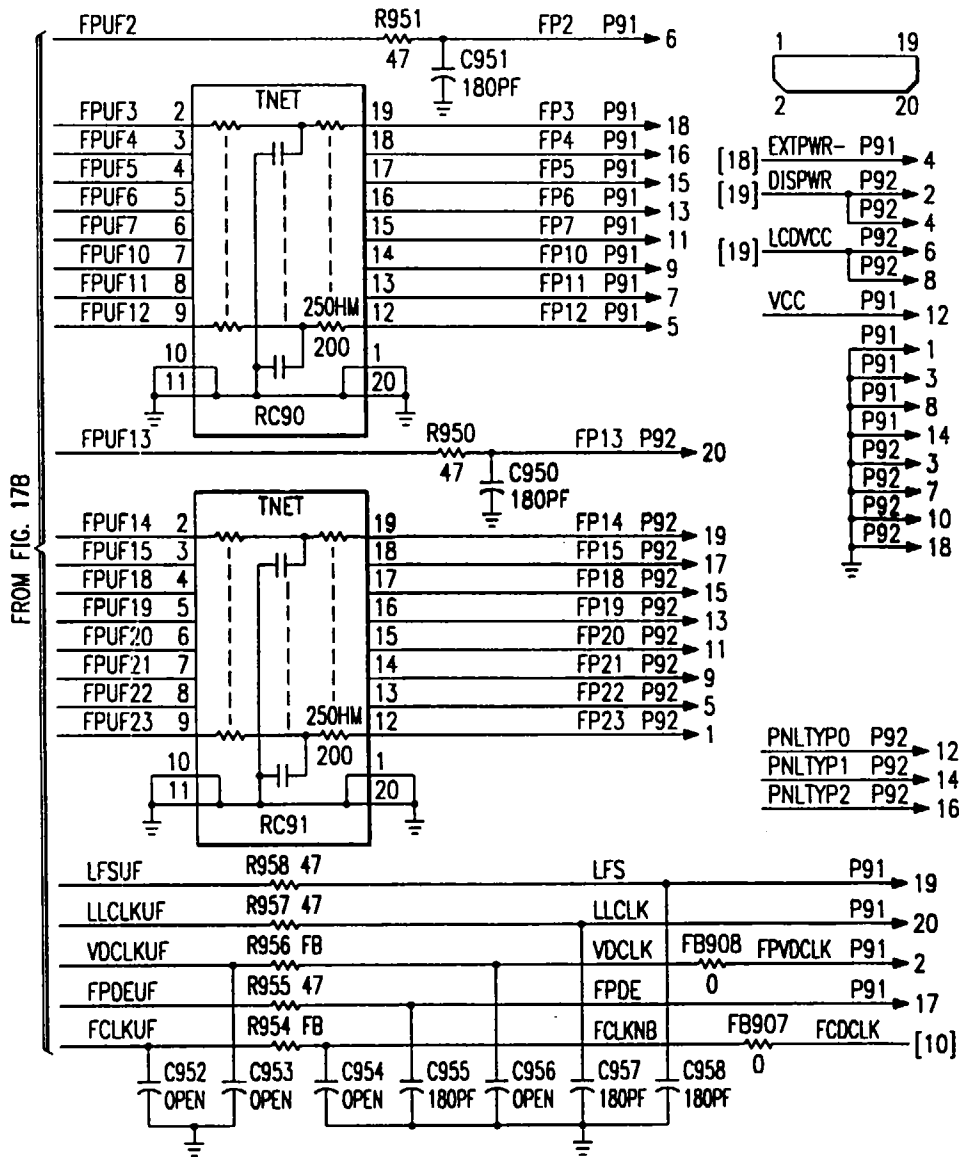 FPUF2 R951 FP2 P91 6
47 C951
180PF
1 19
2 20
TNET
FPUF3 2 19 FP3 P91 18
FPUF4 3 18 FP4 P91 16
FPUF5 4 17 FP5 P91 15
FPUF6 5 16 FP6 P91 13
FPUF7 6 15 FP7 P91 11
FPUF10 7 14 FP10 P91 9
FPUF11 8 13 FP11 P91 7
FPUF12 9 250HM 12 FP12 P91 5
200
10 1
11 20
RC90
[18] EXTPWR- P91 4
[19] DISPWR P92 2
P92 4
[19] LCDVCC P92 6
P92 8
VCC P91 12
P91 1
P91 3
P91 8
P91 14
P92 3
P92 7
P92 10
P92 18
FPUF13 R950 FP13 P92 20
47 C950
180PF
FROM FIG. 17B
TNET
FPUF14 2 19 FP14 P92 19
FPUF15 3 18 FP15 P92 17
FPUF18 4 17 FP18 P92 15
FPUF19 5 16 FP19 P92 13
FPUF20 6 15 FP20 P92 11
FPUF21 7 14 FP21 P92 9
FPUF22 8 13 FP22 P92 5
FPUF23 9 250HM 12 FP23 P92 1
200
10 1
11 20
RC91
PNLTYP0 P92 12
PNLTYP1 P92 14
PNLTYP2 P92 16
LFSUF R958 47 LFS P91 19
LLCLKUF R957 47 LLCLK P91 20
VDCLKUF R956 FB VDCLK FB908 FPVDCLK P91 2
0
FPDEUF R955 47 FPDE P91 17
FCLKUF R954 FB FCLKNB FB907 FCDCLK [10]
0
C952 C953 C954 C955 C956 C957 C958
OPEN OPEN OPEN 180PF OPEN 180PF 180PF